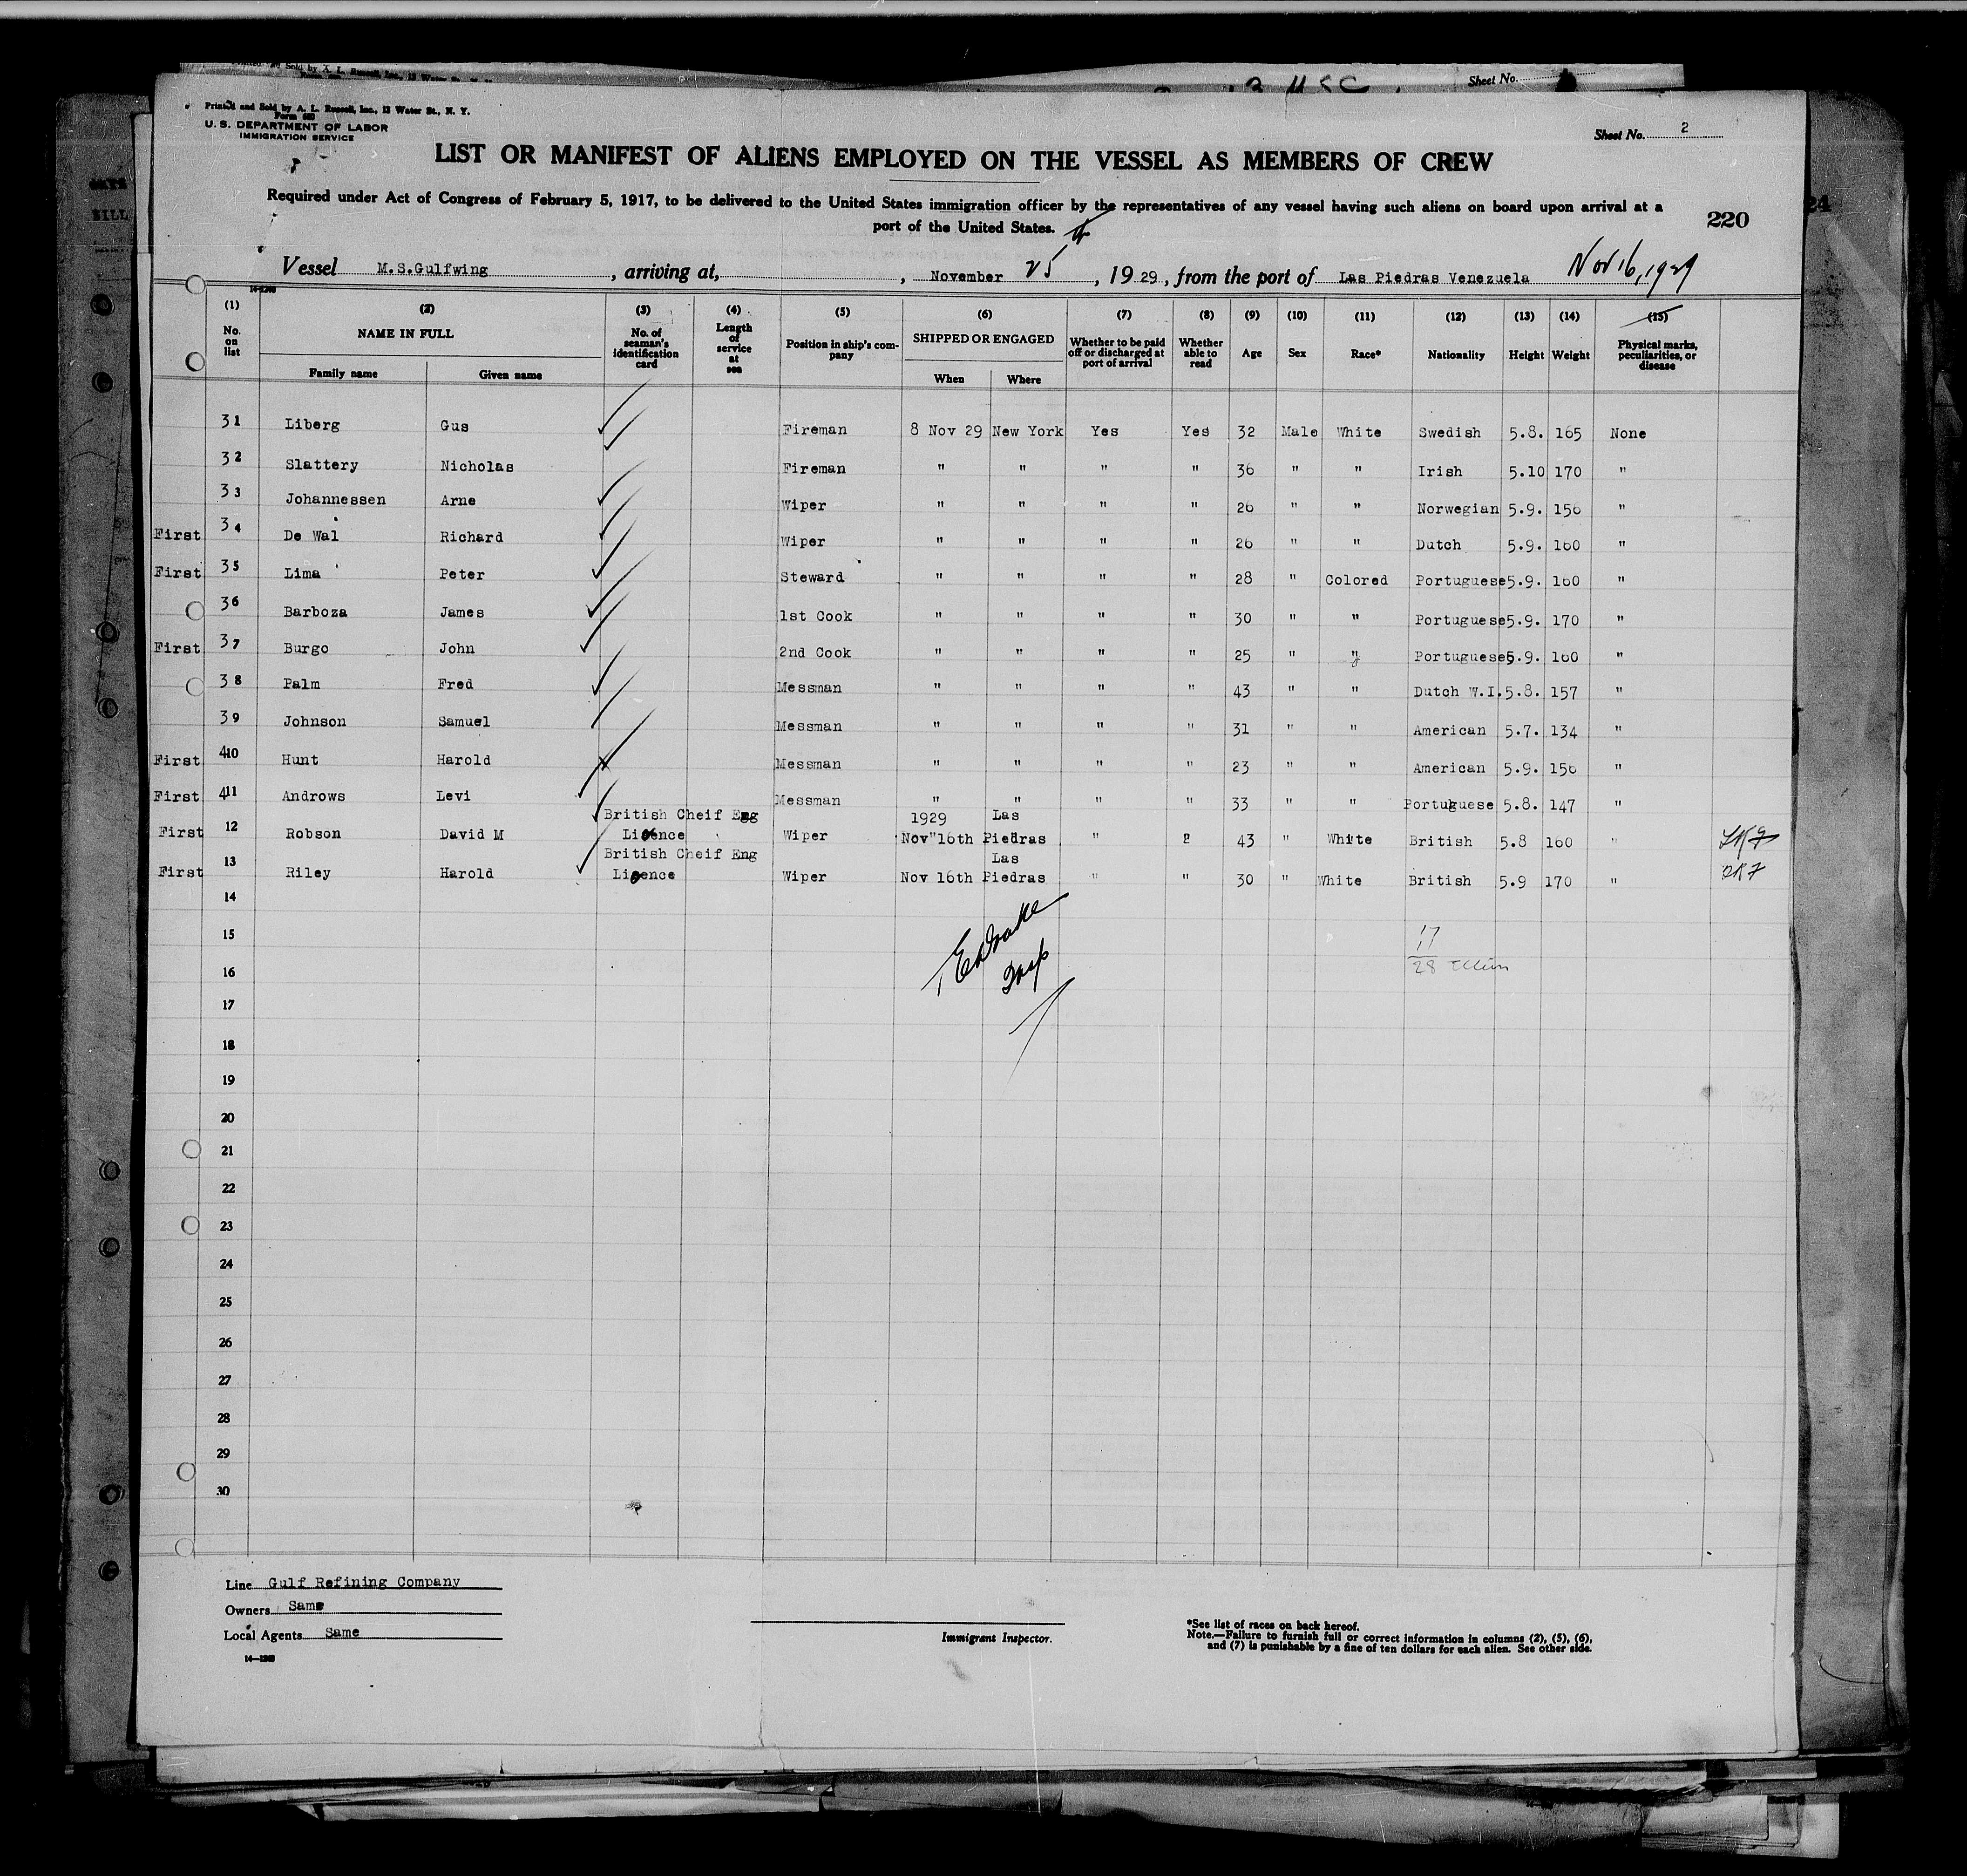 Sheet No.
Printed and Sold by A. L. Russell, Inc., 13 Water St., N. Y.
Form 680
U. S. DEPARTMENT OF LABOR
IMMIGRATION SERVICE
Sheet No. 2
LIST OR MANIFEST OF ALIENS EMPLOYED ON THE VESSEL AS MEMBERS OF CREW
Required under Act of Congress of February 5, 1917, to be delivered to the United States immigration officer by the representatives of any vessel having such aliens on board upon arrival at a
port of the United States.
220
24
Vessel M.S.Gulfwing, arriving at, , November 25, 1929, from the port of Las Piedras Venezuela Nov 16, 1929
14-1240
(1) No. on list (2) NAME IN FULL Family name Given name (3) No. of seaman's identification card (4) Length of service at sea (5) Position in ship's company (6) SHIPPED OR ENGAGED When Where (7) Whether to be paid off or discharged at port of arrival (8) Whether able to read (9) Age (10) Sex (11) Race* (12) Nationality (13) Height (14) Weight (15) Physical marks, peculiarities, or disease
31 Liberg Gus Fireman 8 Nov 29 New York Yes Yes 32 Male White Swedish 5.8. 165 None
32 Slattery Nicholas Fireman " " " " 36 " " Irish 5.10 170 "
33 Johannessen Arne Wiper " " " " 26 " " Norwegian 5.9. 156 "
First 34 De Wal Richard Wiper " " " " 26 " " Dutch 5.9. 160 "
First 35 Lima Peter Steward " " " " 28 " Colored Portuguese 5.9. 160 "
36 Barboza James 1st Cook " " " " 30 " " Portuguese 5.9. 170 "
First 37 Burgo John 2nd Cook " " " " 25 " " Portuguese 5.9. 160 "
38 Palm Fred Messman " " " " 43 " " Dutch W.I. 5.8. 157 "
39 Johnson Samuel Messman " " " " 31 " " American 5.7. 134 "
First 410 Hunt Harold Messman " " " " 23 " " American 5.9. 156 "
First 411 Androws Levi Messman " " " " 33 " " Portuguese 5.8. 147 "
British Cheif Eng 1929 Las
First 12 Robson David M Licence Wiper Nov"16th Piedras " " 43 " White British 5.8 160 "
British Cheif Eng Las
First 13 Riley Harold Licence Wiper Nov 16th Piedras " " 30 " White British 5.9 170 "
14
15 17
11
16 28
17
18
19
20
21
22
23
24
25
26
27
28
29
30
Line Gulf Refining Company
Owners Same
Local Agents Same
14-1240
Immigrant Inspector.
*See list of races on back hereof.
Note.—Failure to furnish full or correct information in columns (2), (5), (6),
and (7) is punishable by a fine of ten dollars for each alien. See other side.